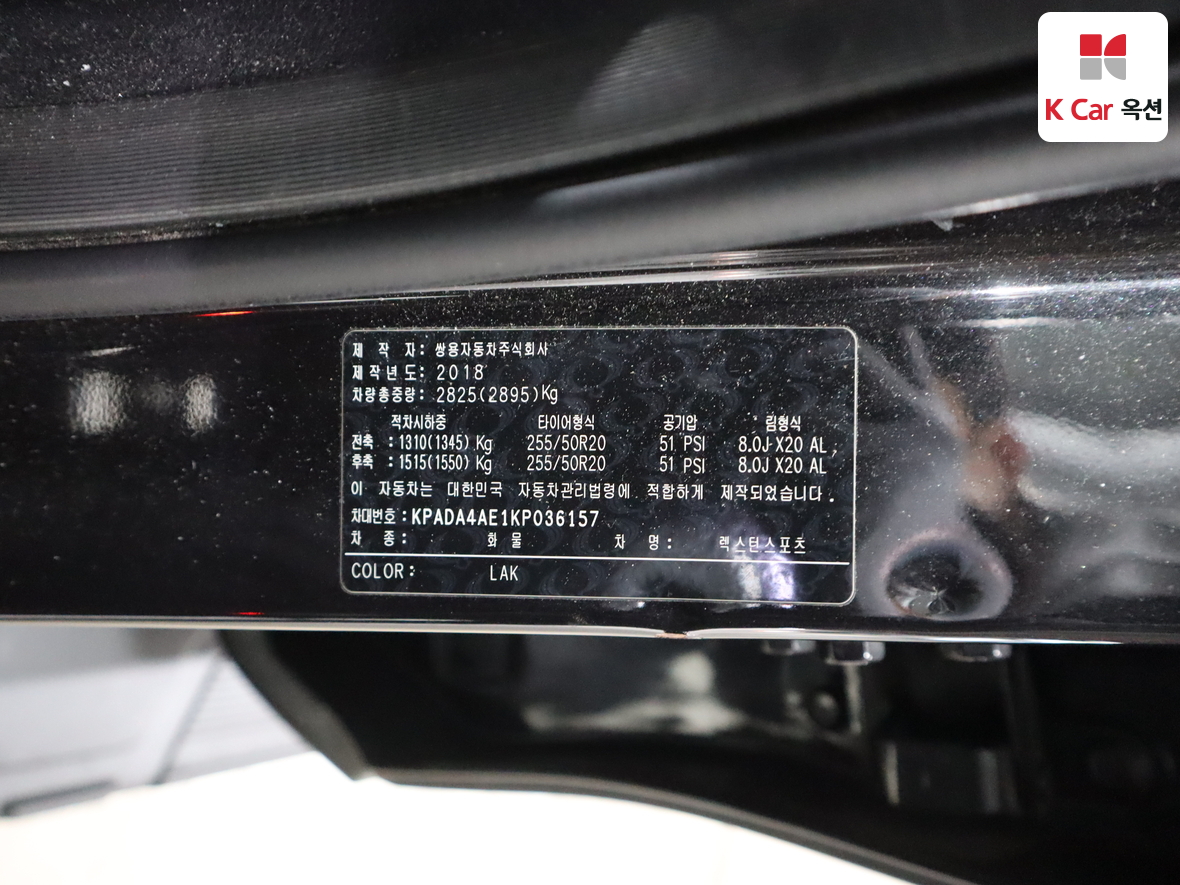 K Car 옥션
제 작 자: 쌍용자동차주식회사
제작년도: 2018
차량총중량: 2825(2895)Kg
적차시하중 타이어형식 공기압 림형식
전축 : 1310(1345) Kg 255/50R20 51 PSI 8.0J X20 AL,
후축 : 1515(1550) Kg 255/50R20 51 PSI 8.0J X20 AL
이 자동차는 대한민국 자동차관리법령에 적합하게 제작되었습니다.
차대번호: KPADA4AE1KP036157
차 종: 화물 차 명: 렉스턴스포츠
COLOR: LAK